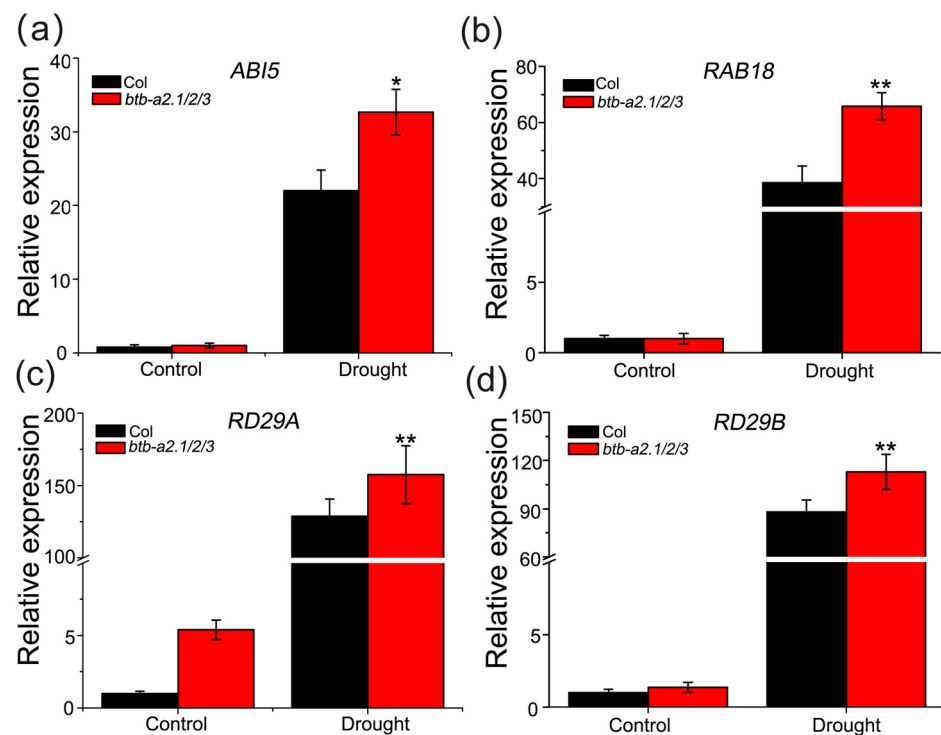 (a)
ABI5
Col
btb-a2.1/2/3
*
Relative expression
40
30
20
10
0
Control Drought
(b)
RAB18
Col
btb-a2.1/2/3
**
Relative expression
80
60
40
5
0
Control Drought
(c)
RD29A
Col
btb-a2.1/2/3
**
Relative expression
200
150
100
5
0
Control Drought
(d)
RD29B
Col
btb-a2.1/2/3
**
Relative expression
150
120
90
60
5
0
Control Drought